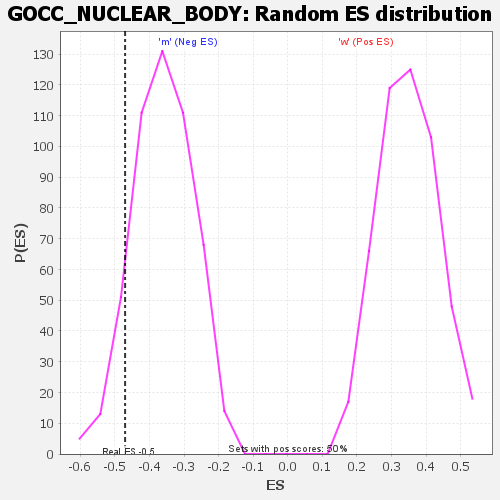 GOCC_NUCLEAR_BODY: Random ES distribution
'm' (Neg ES)
'w' (Pos ES)
P(ES)
130
120
110
100
90
80
70
60
50
40
30
20
10
0
Real ES -0.5
Sets with pos scores: 50%
-0.6 -0.5 -0.4 -0.3 -0.2 -0.1 0.0 0.1 0.2 0.3 0.4 0.5
ES